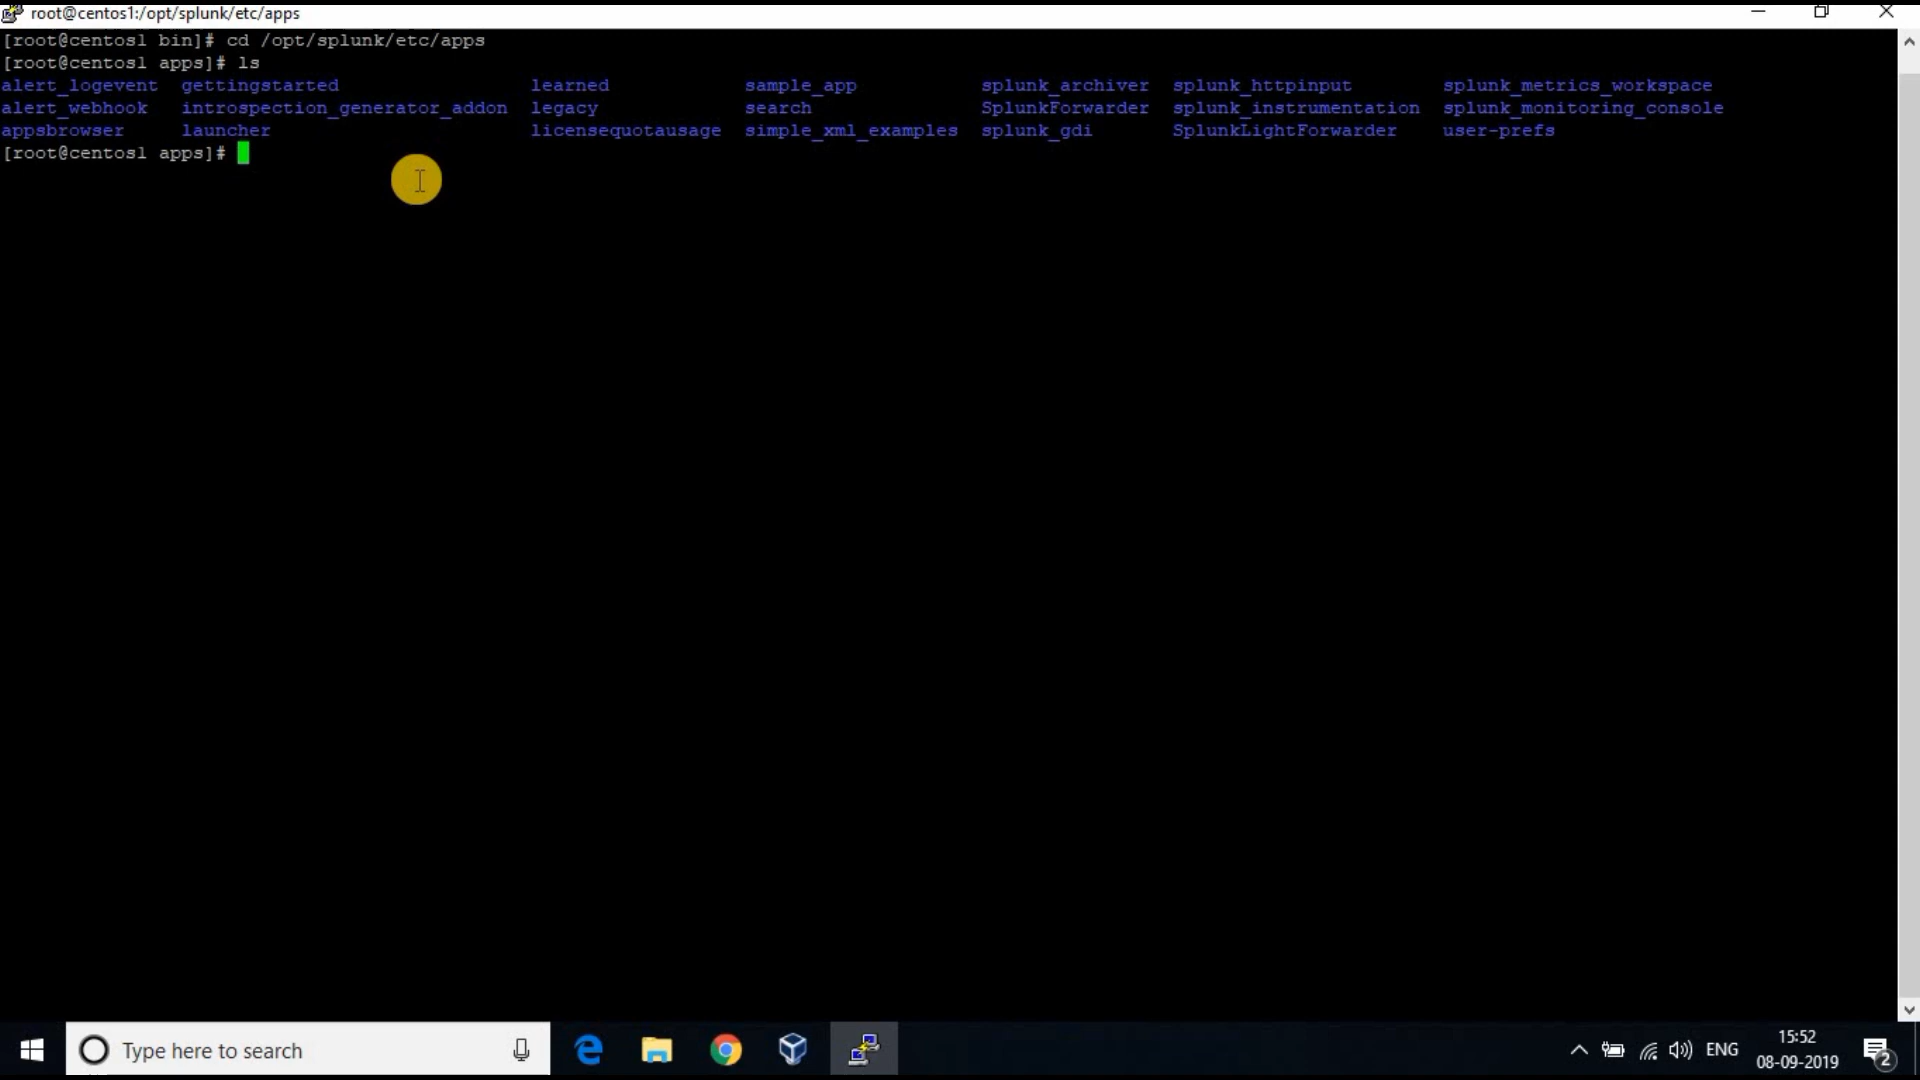 root@centos1:/opt/splunk/etc/apps
[root@centos1 bin]# cd /opt/splunk/etc/apps
[root@centos1 apps]# ls
alert_logevent gettingstarted learned sample_app splunk_archiver splunk_httpinput splunk_metrics_workspace
alert_webhook introspection_generator_addon legacy search SplunkForwarder splunk_instrumentation splunk_monitoring_console
appsbrowser launcher licensequotausage simple_xml_examples splunk_gdi SplunkLightForwarder user-prefs
[root@centos1 apps]#
Type here to search
ENG
15:52
08-09-2019
2